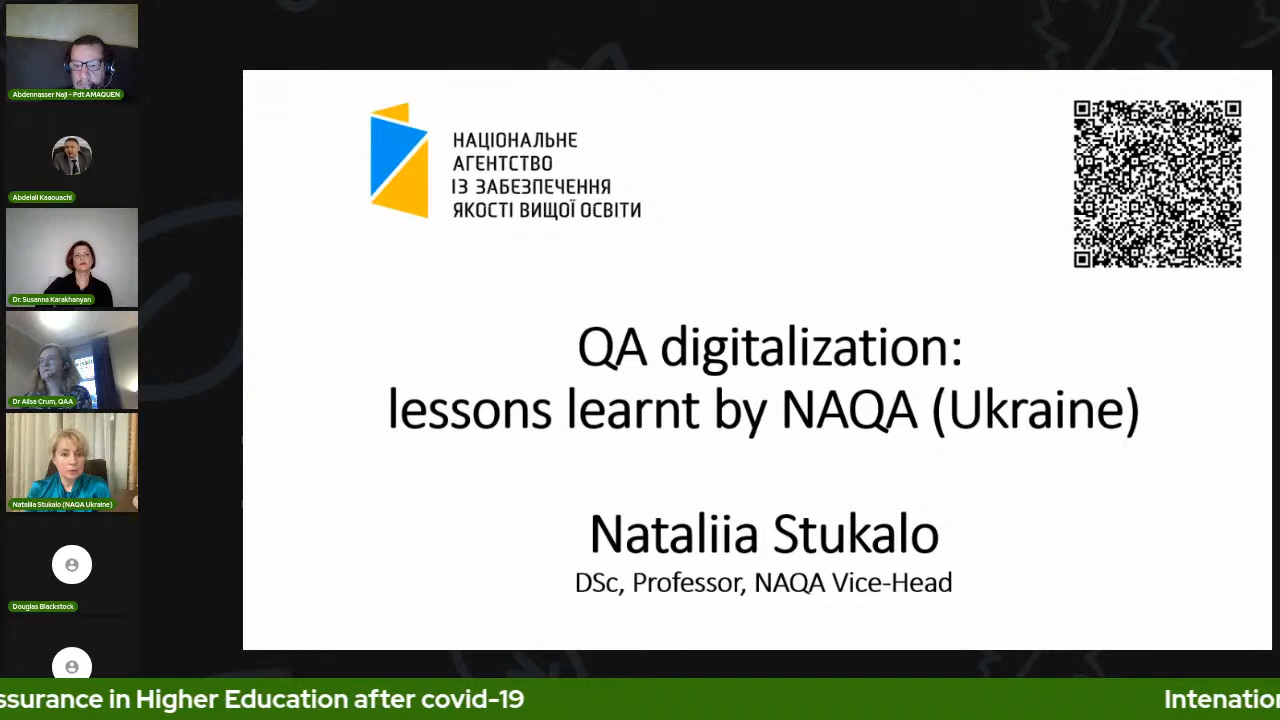 Abdennasser Naji - Pdt AMAQUEN
Abdelali Kaaouachi
Dr. Susanna Karakhanyan
Dr Ailsa Crum, QAA
Nataliia Stukalo (NAQA Ukraine)
Douglas Blackstock
НАЦІОНАЛЬНЕ
АГЕНТСТВО
ІЗ ЗАБЕЗПЕЧЕННЯ
ЯКОСТІ ВИЩОЇ ОСВІТИ
QA digitalization:
lessons learnt by NAQA (Ukraine)
Nataliia Stukalo
DSc, Professor, NAQA Vice-Head
ssurance in Higher Education after covid-19
Intenation